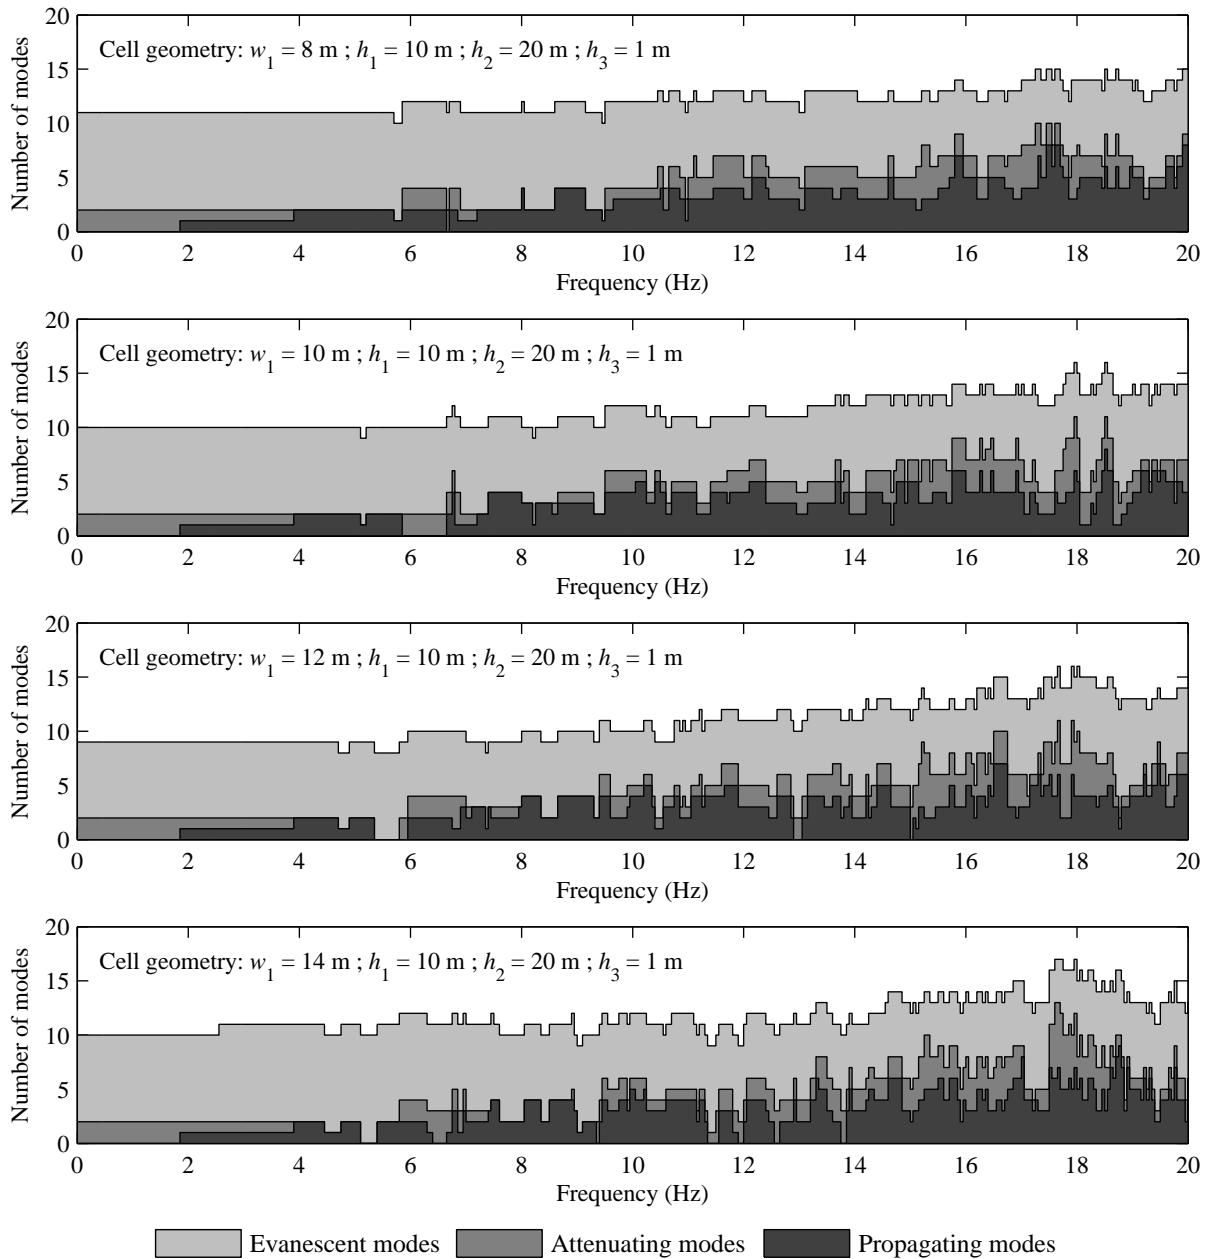 Number of modes
20
15
10
5
0
Cell geometry: w1 = 8 m ; h1 = 10 m ; h2 = 20 m ; h3 = 1 m
0 2 4 6 8 10 12 14 16 18 20
Frequency (Hz)
Number of modes
20
15
10
5
0
Cell geometry: w1 = 10 m ; h1 = 10 m ; h2 = 20 m ; h3 = 1 m
0 2 4 6 8 10 12 14 16 18 20
Frequency (Hz)
Number of modes
20
15
10
5
0
Cell geometry: w1 = 12 m ; h1 = 10 m ; h2 = 20 m ; h3 = 1 m
0 2 4 6 8 10 12 14 16 18 20
Frequency (Hz)
Number of modes
20
15
10
5
0
Cell geometry: w1 = 14 m ; h1 = 10 m ; h2 = 20 m ; h3 = 1 m
0 2 4 6 8 10 12 14 16 18 20
Frequency (Hz)
Evanescent modes Attenuating modes Propagating modes